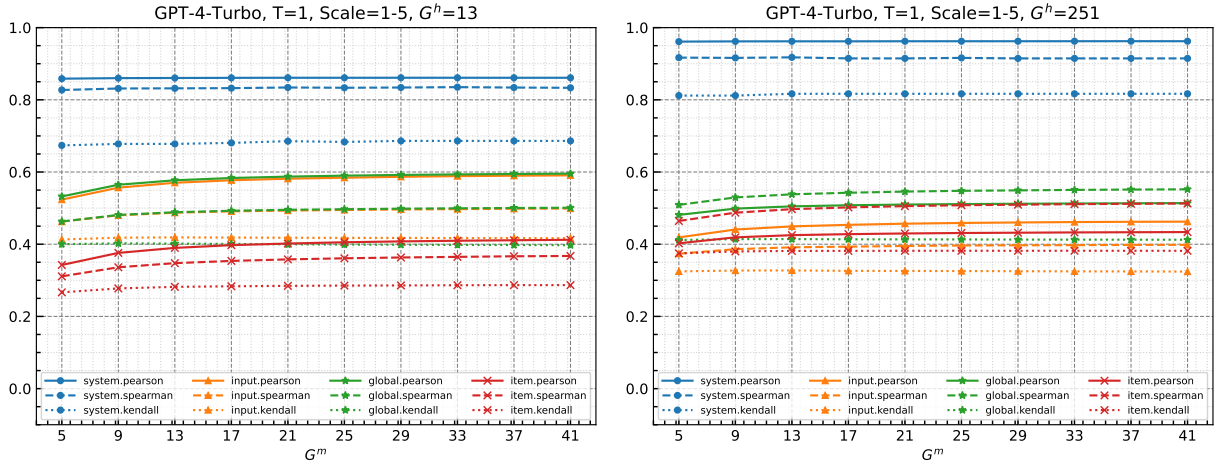 GPT-4-Turbo, T=1, Scale=1-5, G^h=13
1.0
0.8
0.6
0.4
0.2
0.0
system.pearson input.pearson global.pearson item.pearson
system.spearman input.spearman global.spearman item.spearman
system.kendall input.kendall global.kendall item.kendall
5 9 13 17 21 25 29 33 37 41
G^m
GPT-4-Turbo, T=1, Scale=1-5, G^h=251
1.0
0.8
0.6
0.4
0.2
0.0
system.pearson input.pearson global.pearson item.pearson
system.spearman input.spearman global.spearman item.spearman
system.kendall input.kendall global.kendall item.kendall
5 9 13 17 21 25 29 33 37 41
G^m